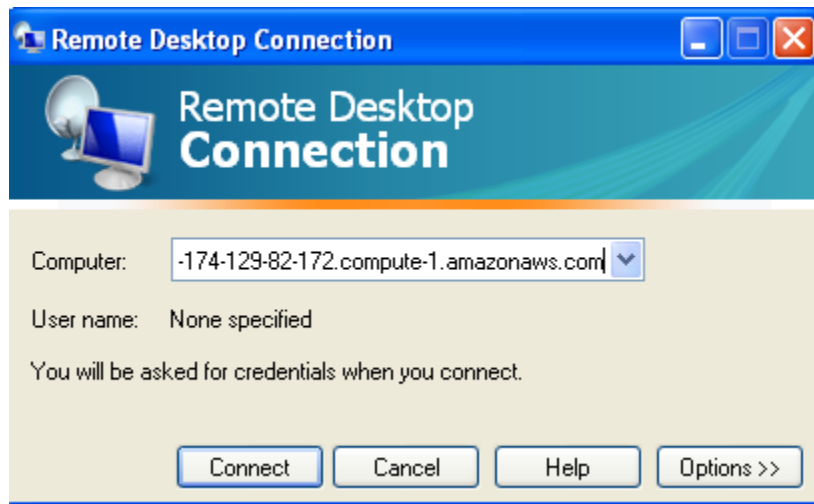 Remote Desktop Connection
Remote Desktop
Connection
Computer: -174-129-82-172.compute-1.amazonaws.com
User name: None specified
You will be asked for credentials when you connect.
Connect Cancel Help Options >>